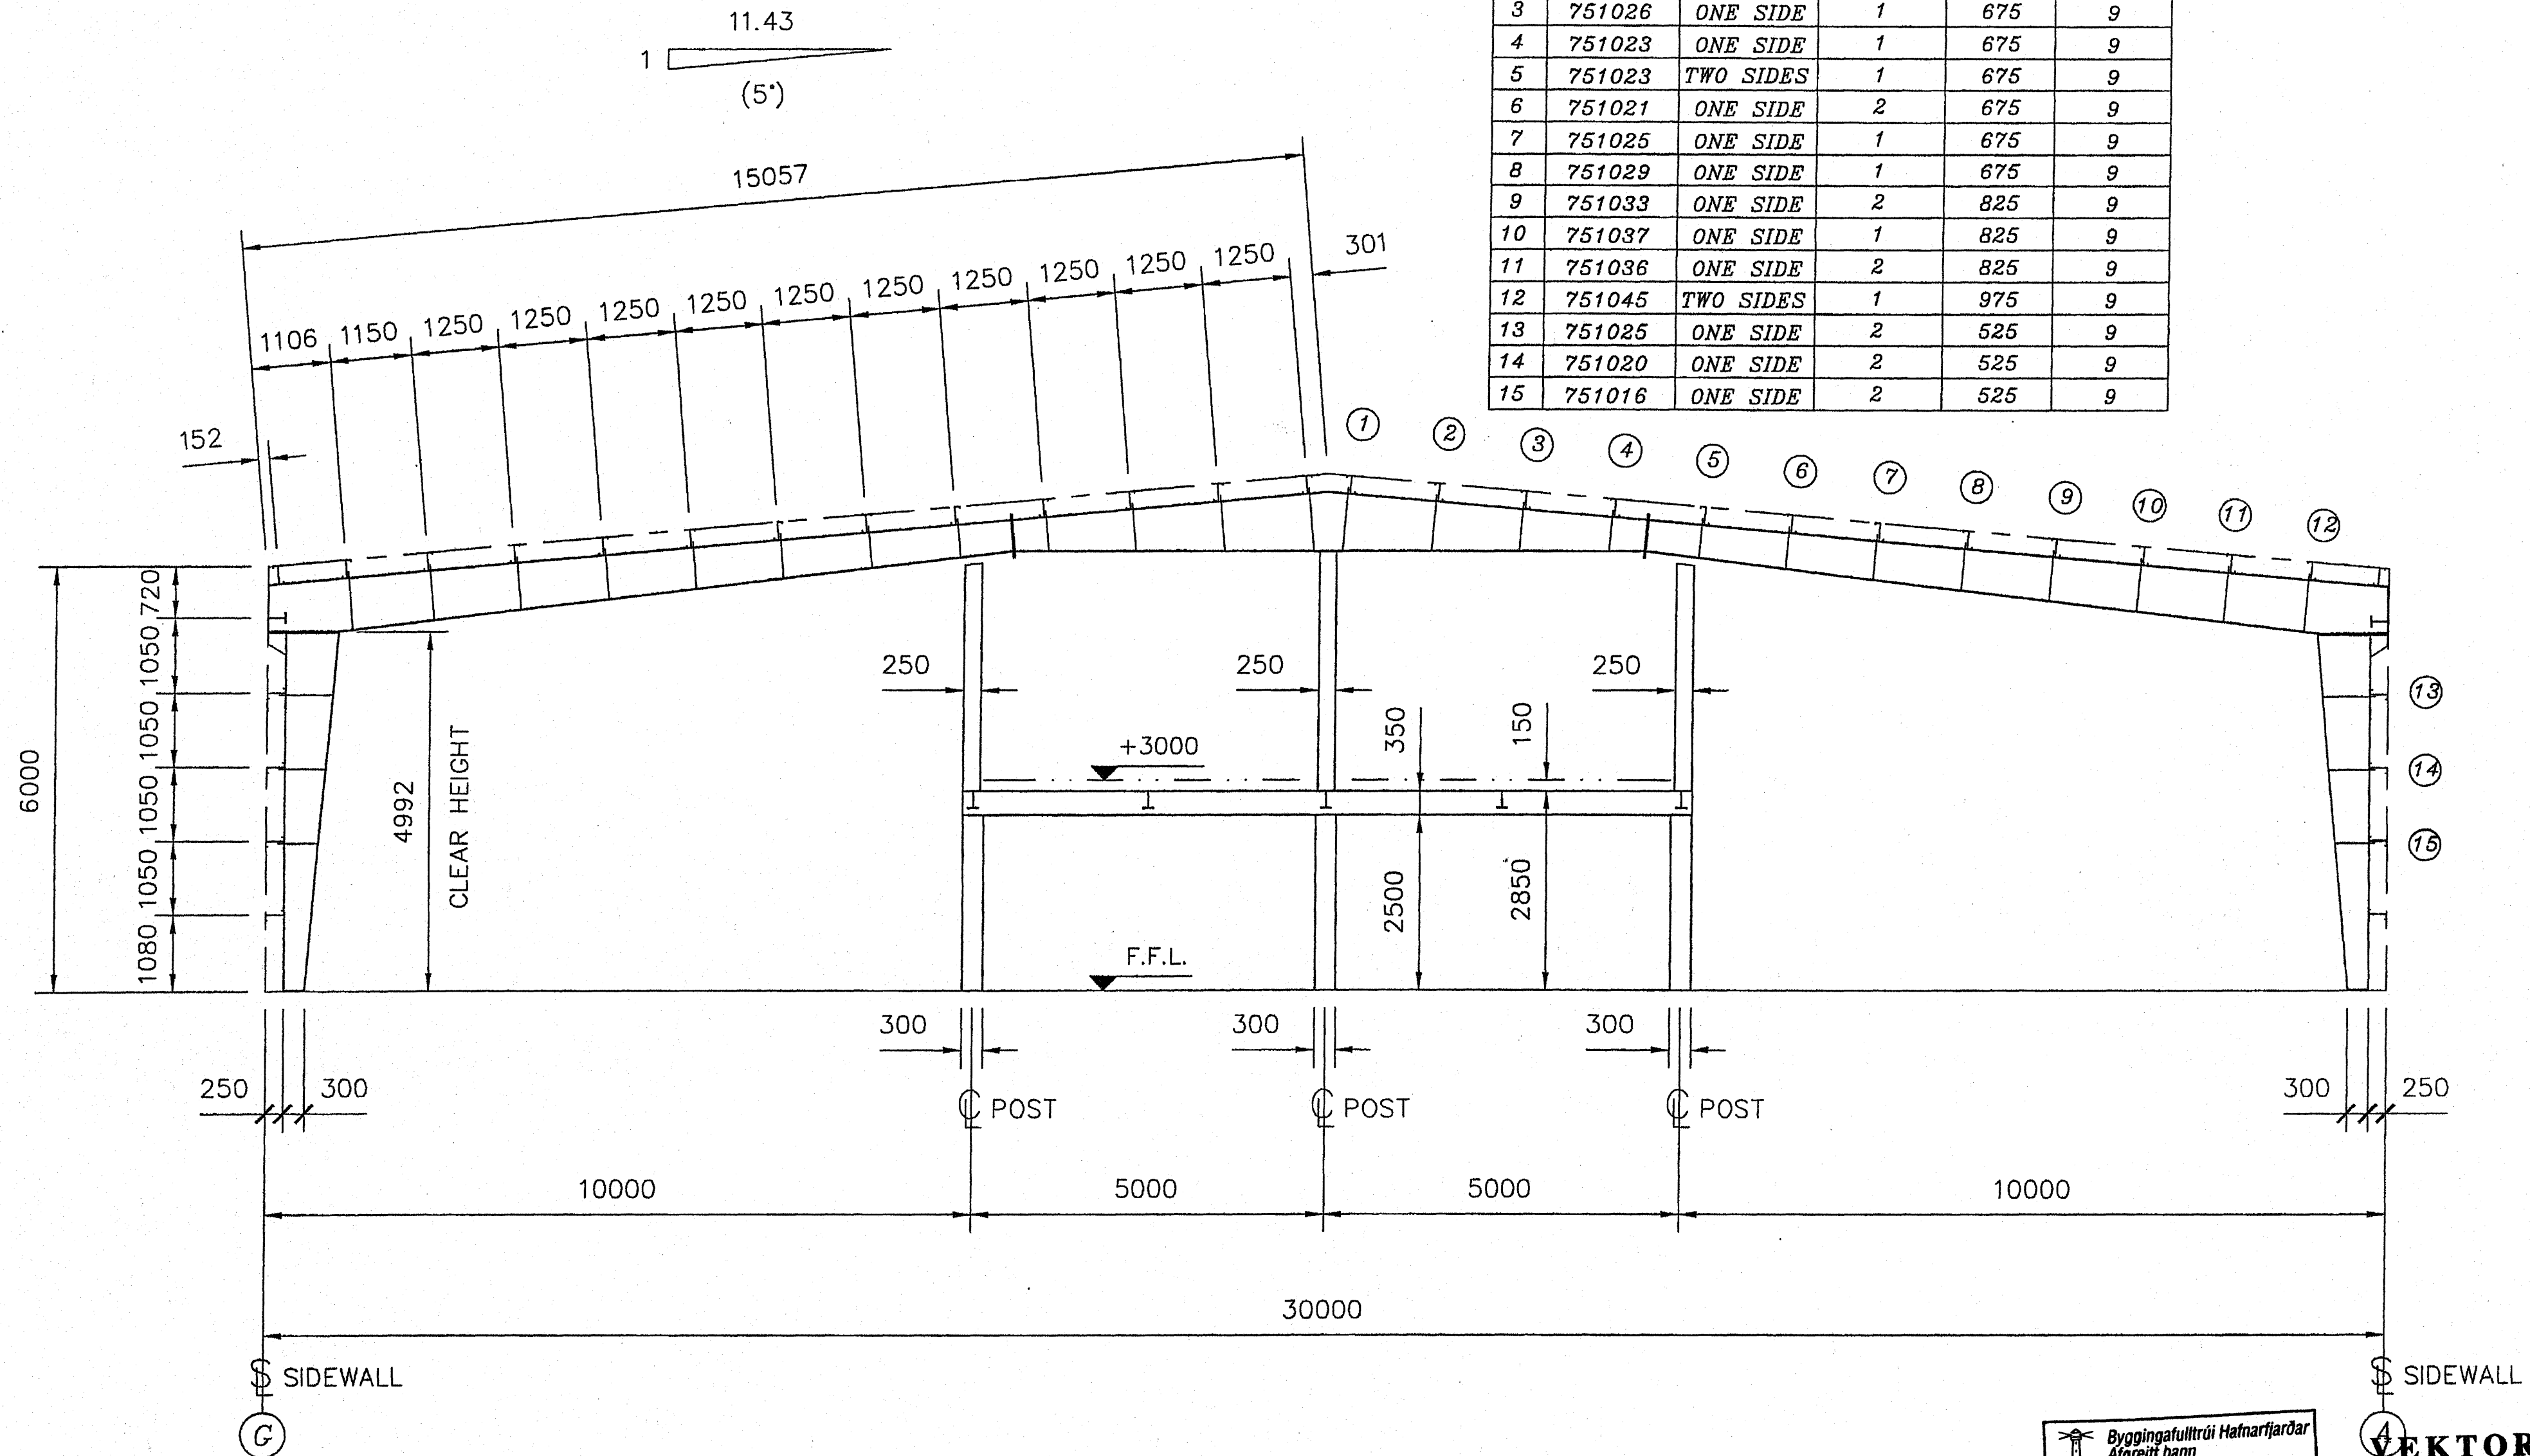 11.43
1
(5°)
3 751026 ONE SIDE 1 675 9
4 751023 ONE SIDE 1 675 9
5 751023 TWO SIDES 1 675 9
6 751021 ONE SIDE 2 675 9
7 751025 ONE SIDE 1 675 9
8 751029 ONE SIDE 1 675 9
9 751033 ONE SIDE 2 825 9
10 751037 ONE SIDE 1 825 9
11 751036 ONE SIDE 2 825 9
12 751045 TWO SIDES 1 975 9
13 751025 ONE SIDE 2 525 9
14 751020 ONE SIDE 2 525 9
15 751016 ONE SIDE 2 525 9
15057
301
1106 1150 1250 1250 1250 1250 1250 1250 1250 1250 1250 1250
152
1 2 3 4 5 6 7 8 9 10 11 12
6000
720
1050
1050
1050
1050
1080
4992
CLEAR HEIGHT
250 250 250
350 150
+3000
2500 2850
F.F.L.
13
14
15
300 300 300
250 300
℄ POST ℄ POST ℄ POST
300 250
10000 5000 5000 10000
30000
SL SIDEWALL
SL SIDEWALL
G
A
Byggingafulltrúi Hafnarfjarðar
Afgreitt þann
VEKTOR